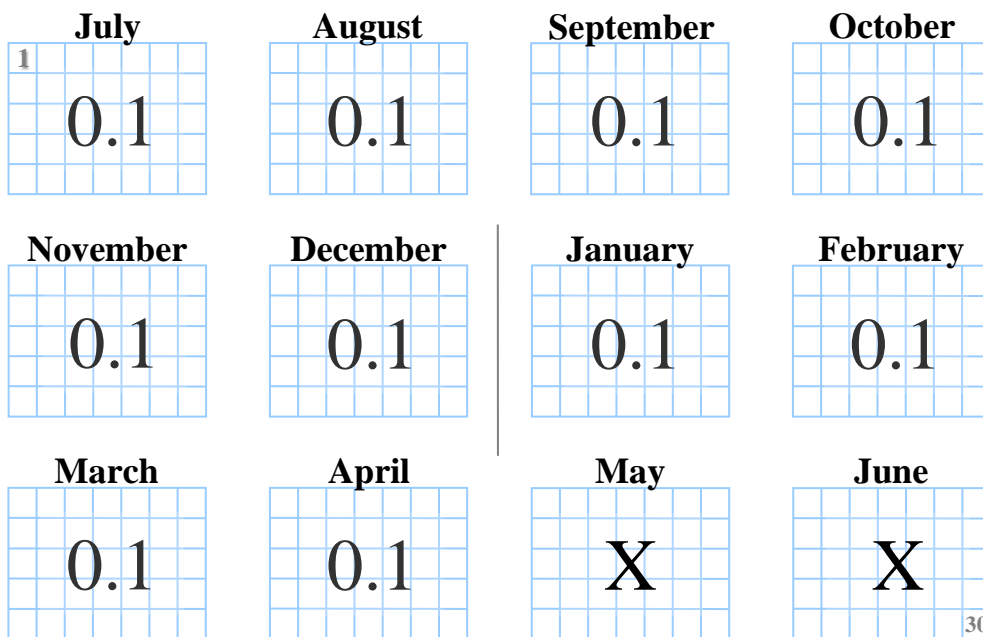 July August September October
1
0.1 0.1 0.1 0.1
November December January February
0.1 0.1 0.1 0.1
March April May June
0.1 0.1 X X
30